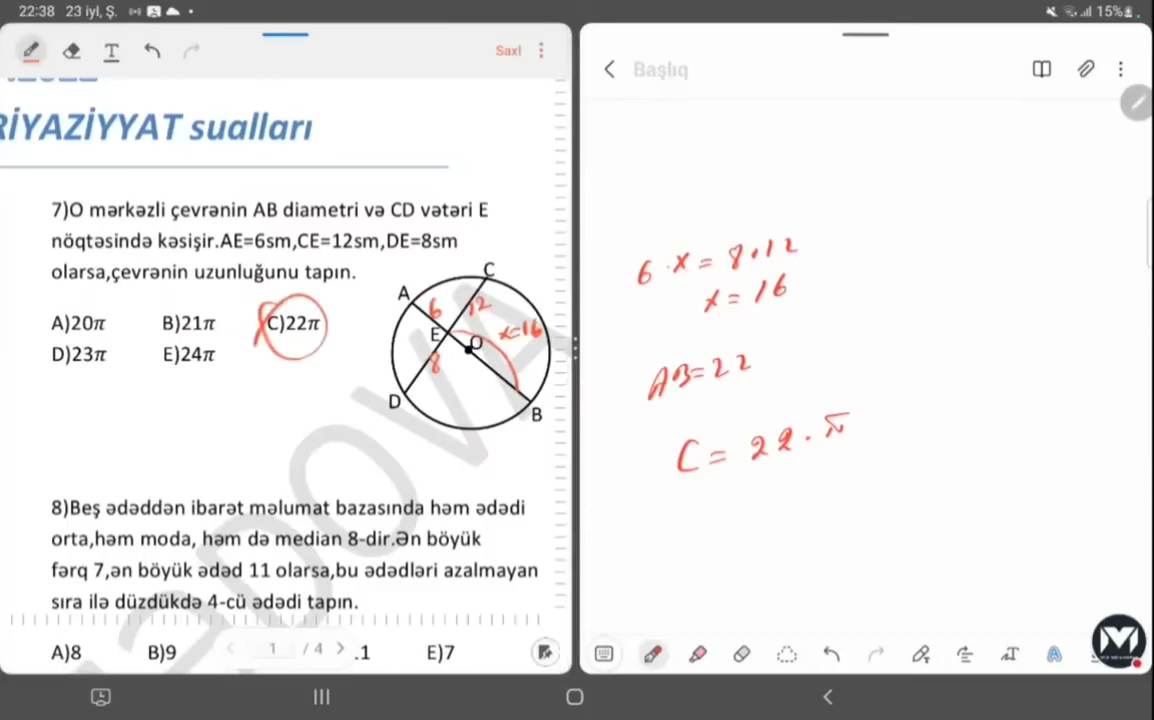 22:38 23 iyl, Ş.
15%
Saxl
Başlıq
RİYAZİYYAT sualları
7)O mərkəzli çevrənin AB diametri və CD vətəri E
nöqtəsində kəsişir.AE=6sm,CE=12sm,DE=8sm
olarsa,çevrənin uzunluğunu tapın.
A)20π B)21π C)22π
D)23π E)24π
C
A
6 12
E O x=16
8
D
B
8)Beş ədəddən ibarət məlumat bazasında həm ədədi
orta,həm moda, həm də median 8-dir.Ən böyük
fərq 7,ən böyük ədəd 11 olarsa,bu ədədləri azalmayan
sıra ilə düzdükdə 4-cü ədədi tapın.
A)8 B)9 .1 E)7
1 / 4
6 · x = 8 · 12
x = 16
AB = 22
C = 22 · π